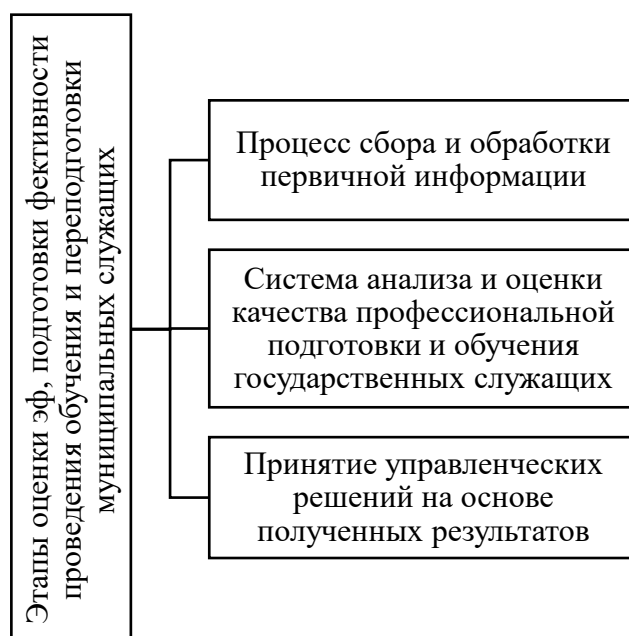 Этапы оценки эф, подготовки фективности
проведения обучения и переподготовки
муниципальных служащих
Процесс сбора и обработки
первичной информации
Система анализа и оценки
качества профессиональной
подготовки и обучения
государственных служащих
Принятие управленческих
решений на основе
полученных результатов